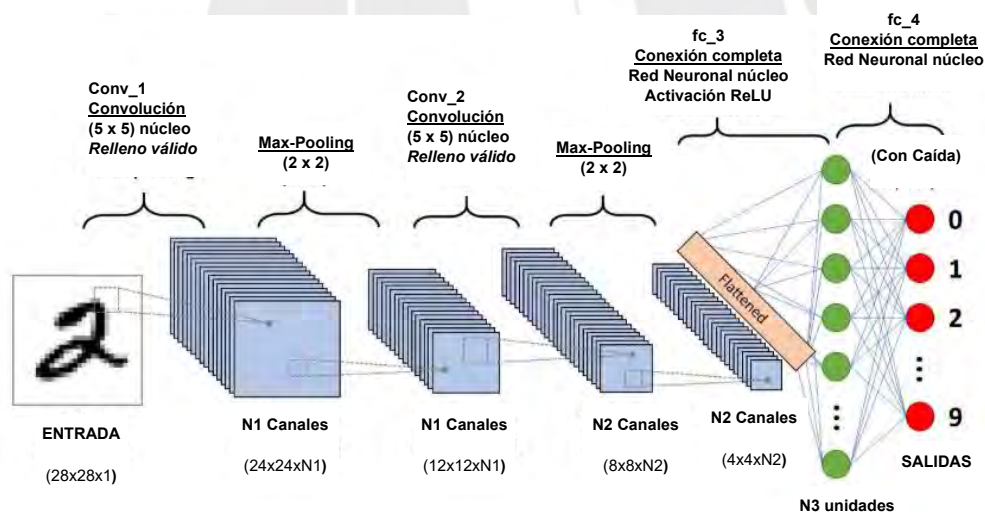 Conv_1
Convolución
(5 x 5) núcleo
Relleno válido
Max-Pooling
(2 x 2)
Conv_2
Convolución
(5 x 5) núcleo
Relleno válido
Max-Pooling
(2 x 2)
fc_3
Conexión completa
Red Neuronal núcleo
Activación ReLU
fc_4
Conexión completa
Red Neuronal núcleo
(Con Caída)
Flattened
0
1
2
...
9
ENTRADA
(28x28x1)
N1 Canales
(24x24xN1)
N1 Canales
(12x12xN1)
N2 Canales
(8x8xN2)
N2 Canales
(4x4xN2)
SALIDAS
N3 unidades